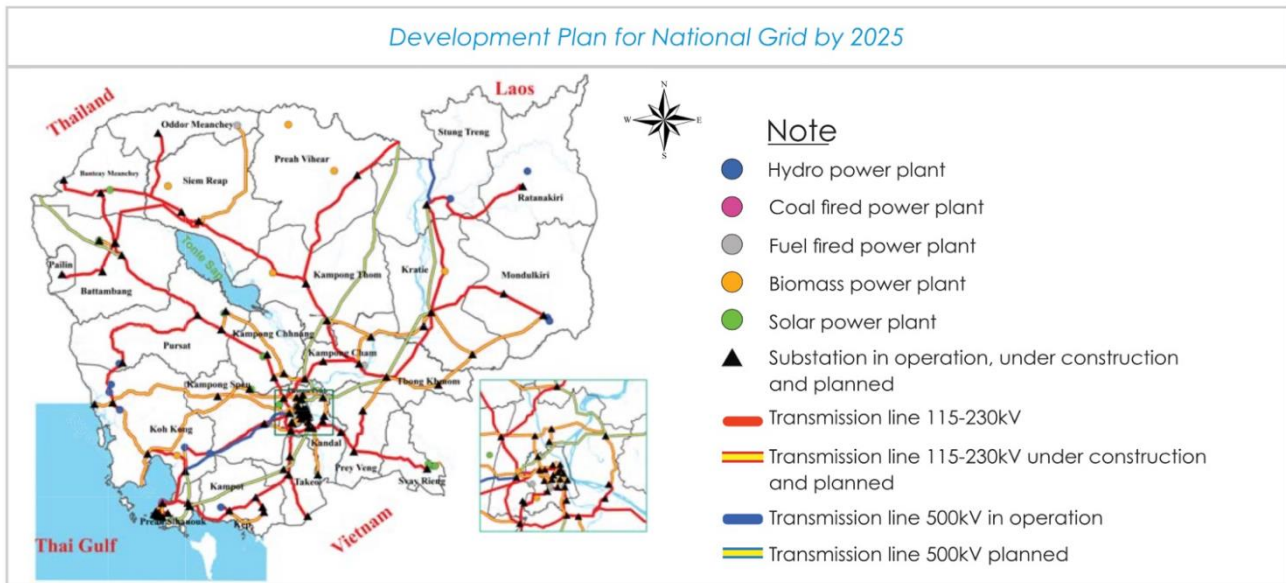 Development Plan for National Grid by 2025
Thailand
Laos
N
W
E
S
Oddor Meanchey
Stung Treng
Preah Vihear
Banteay Meanchey
Siem Reap
Ratanakiri
Tonle Sap
Pailin
Battambang
Kampong Thom
Kratie
Mondulkiri
Pursat
Kampong Chhnang
Kampong Cham
Kampong Speu
Tbong Khmom
Koh Kong
Kandal
Prey Veng
Svay Rieng
Kampot
Takeo
Preah Sihanouk
Kep
Thai Gulf
Vietnam
Note
Hydro power plant
Coal fired power plant
Fuel fired power plant
Biomass power plant
Solar power plant
Substation in operation, under construction
and planned
Transmission line 115-230kV
Transmission line 115-230kV under construction
and planned
Transmission line 500kV in operation
Transmission line 500kV planned